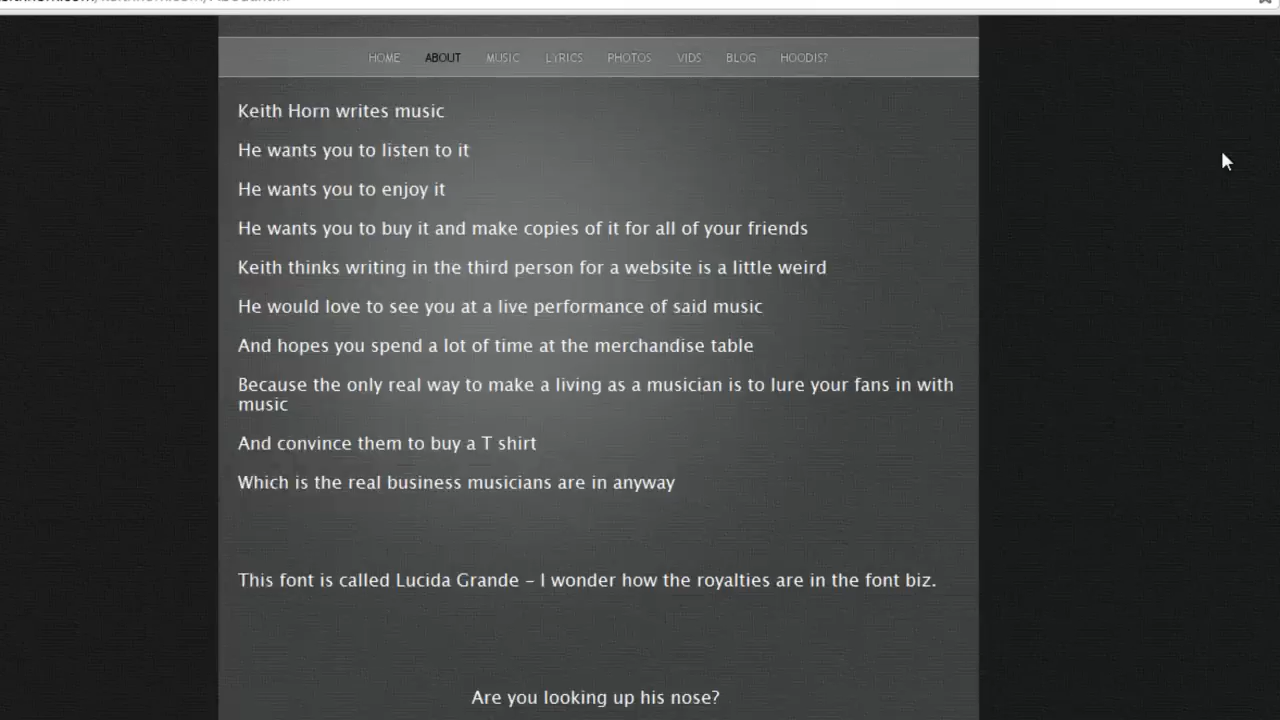 HOME ABOUT MUSIC LYRICS PHOTOS VIDS BLOG HOODIS?
Keith Horn writes music
He wants you to listen to it
He wants you to enjoy it
He wants you to buy it and make copies of it for all of your friends
Keith thinks writing in the third person for a website is a little weird
He would love to see you at a live performance of said music
And hopes you spend a lot of time at the merchandise table
Because the only real way to make a living as a musician is to lure your fans in with
music
And convince them to buy a T shirt
Which is the real business musicians are in anyway
This font is called Lucida Grande – I wonder how the royalties are in the font biz.
Are you looking up his nose?